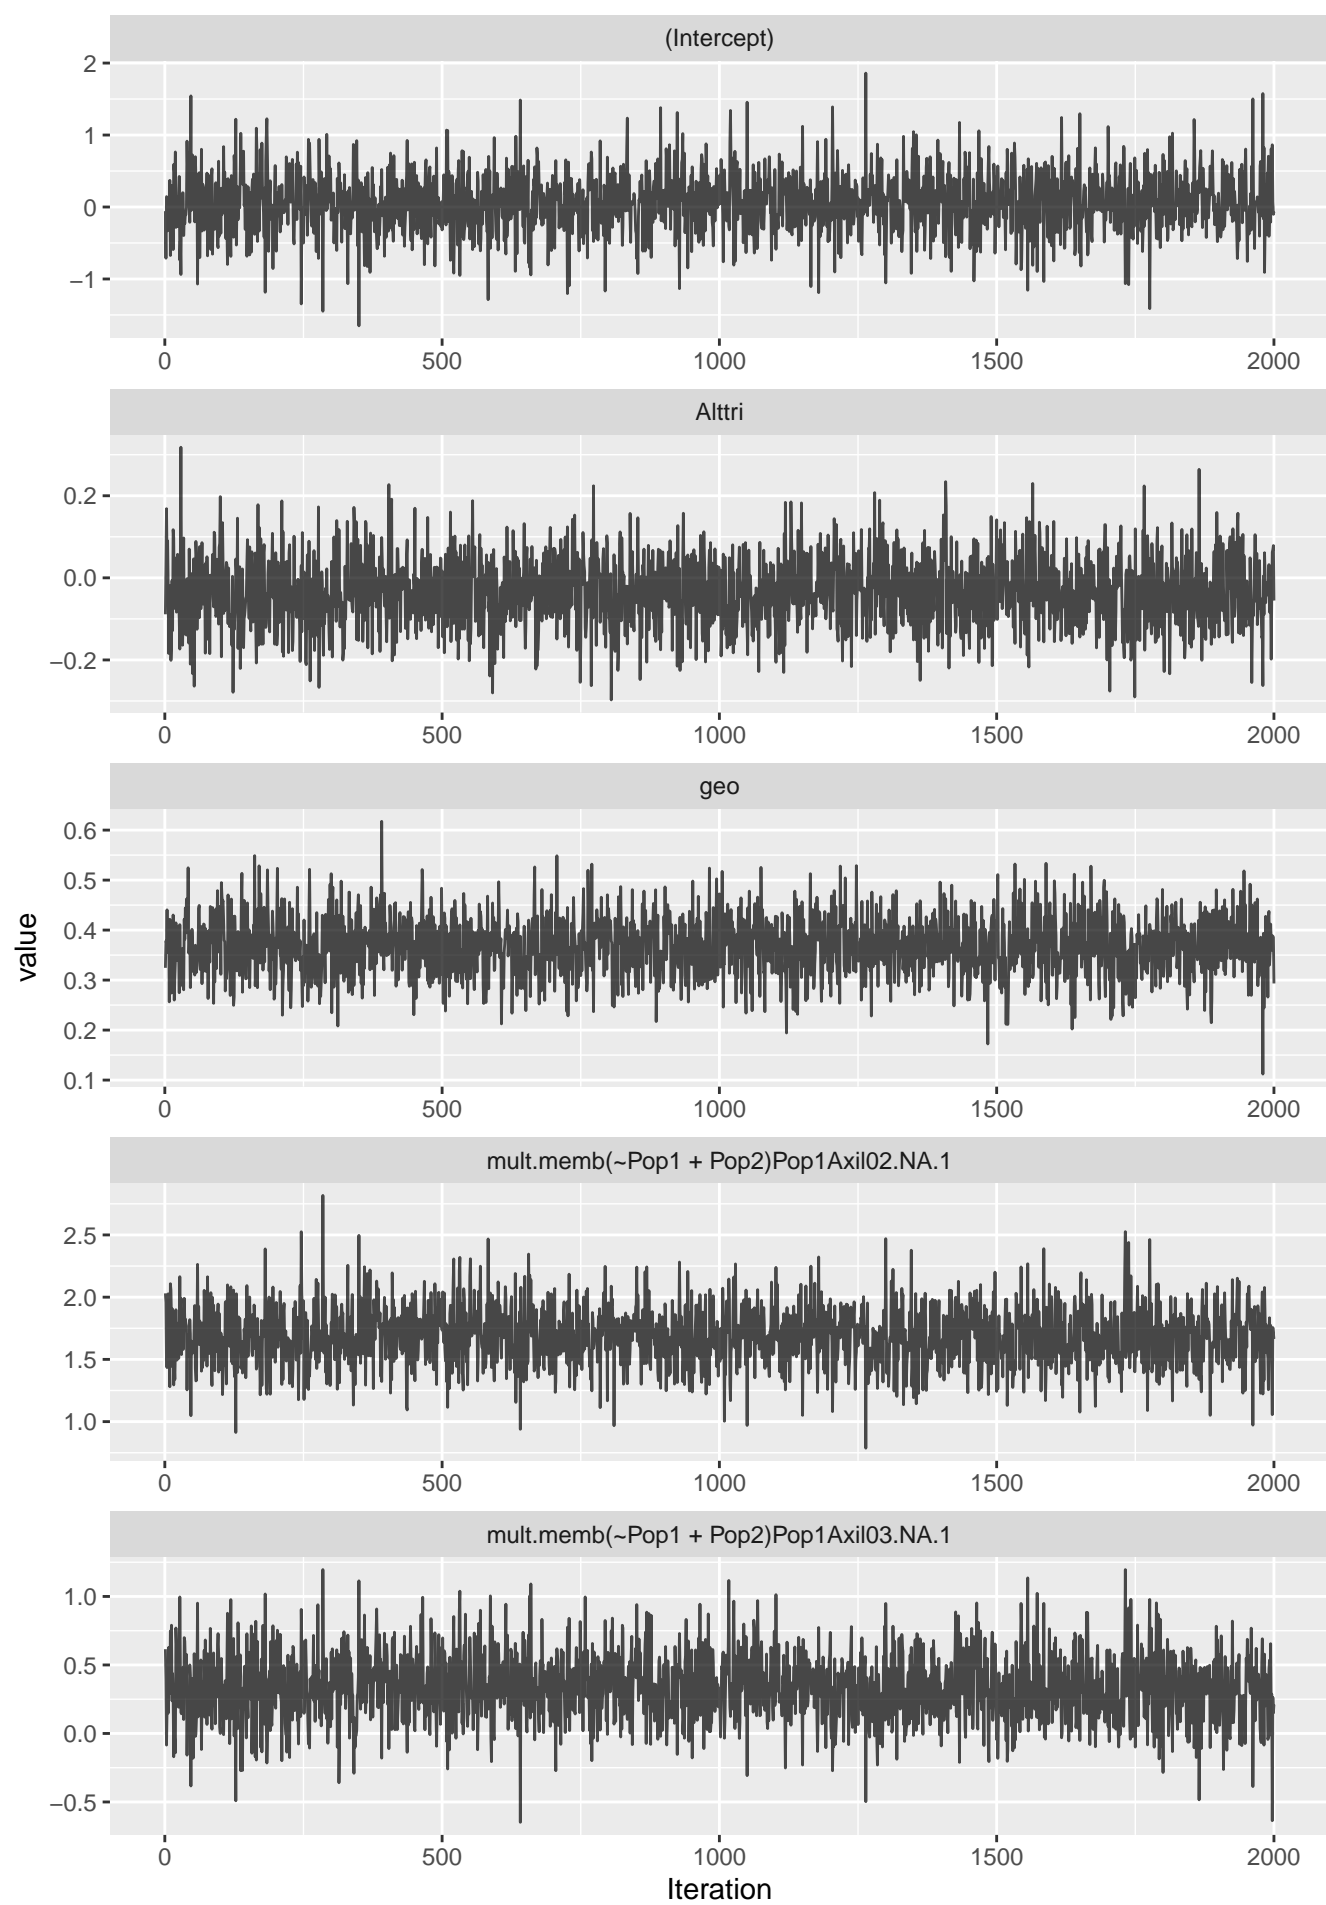 (Intercept)
2
1
0
−1
0 500 1000 1500 2000
Alttri
0.2
0.0
−0.2
0 500 1000 1500 2000
geo
0.6
0.5
0.4
0.3
0.2
0.1
0 500 1000 1500 2000
value
mult.memb(~Pop1 + Pop2)Pop1Axil02.NA.1
2.5
2.0
1.5
1.0
0 500 1000 1500 2000
mult.memb(~Pop1 + Pop2)Pop1Axil03.NA.1
1.0
0.5
0.0
−0.5
0 500 1000 1500 2000
Iteration